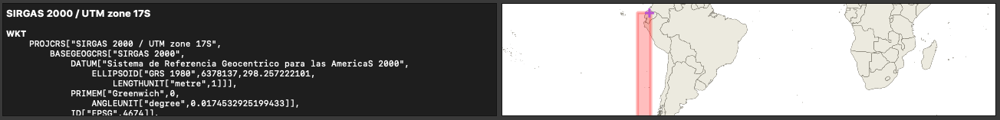 SIRGAS 2000 / UTM zone 17S
WKT
PROJCRS["SIRGAS 2000 / UTM zone 17S",
BASEGEOGCRS["SIRGAS 2000",
DATUM["Sistema de Referencia Geocentrico para las AmericaS 2000",
ELLIPSOID["GRS 1980",6378137,298.257222101,
LENGTHUNIT["metre",1]]],
PRIMEM["Greenwich",0,
ANGLEUNIT["degree",0.0174532925199433]],
ID["EPSG",4674]],